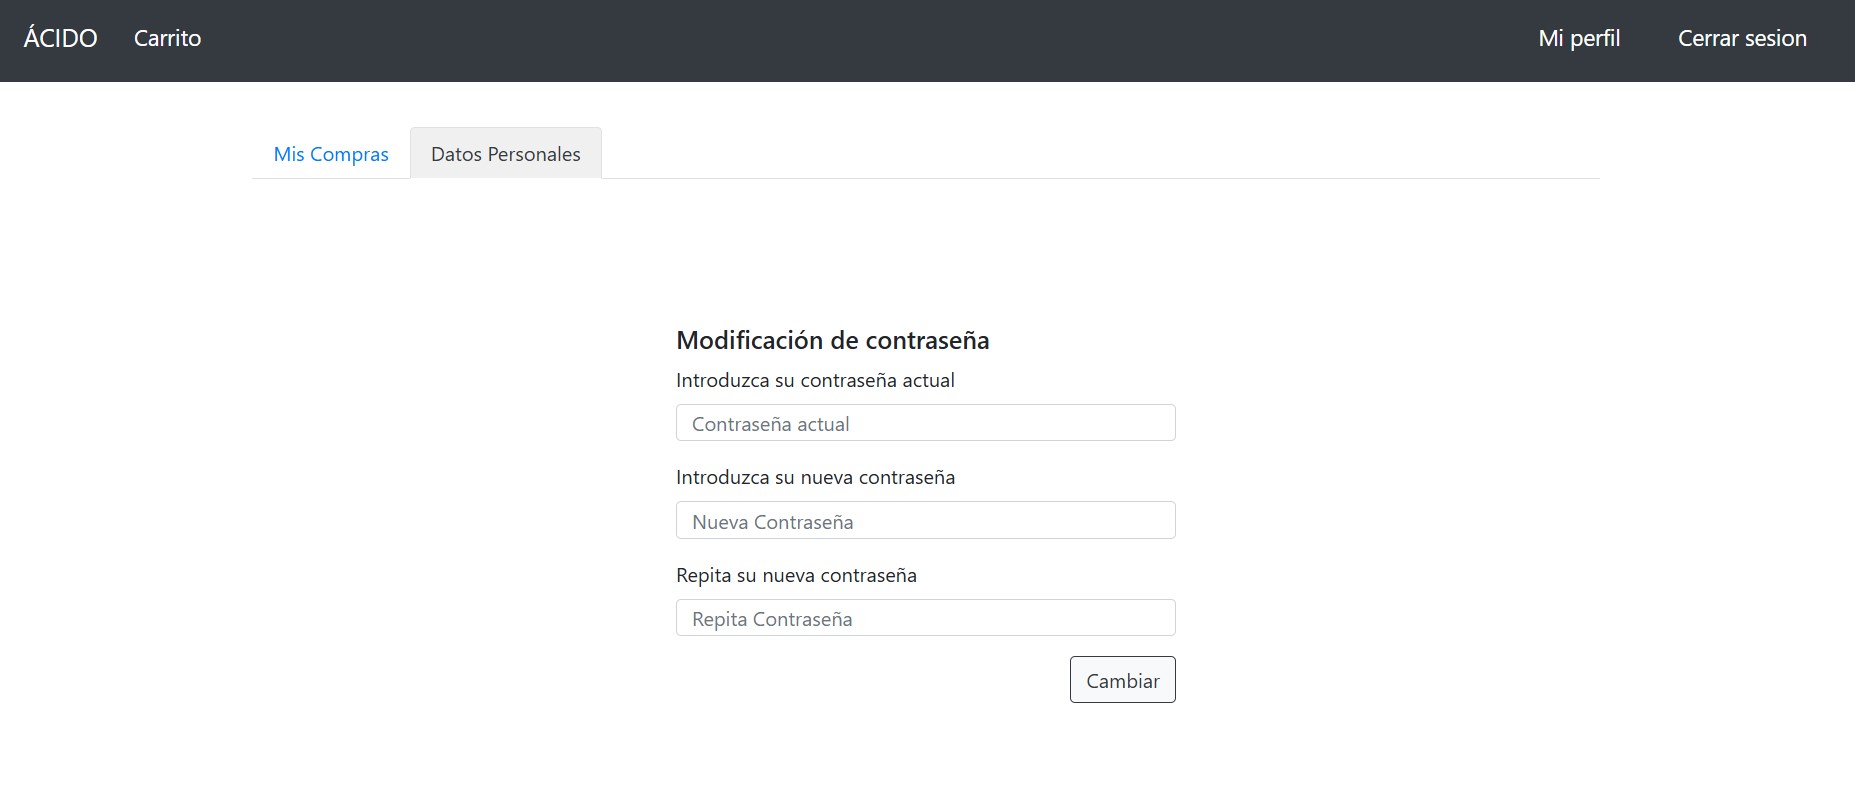 ÁCIDO Carrito Mi perfil Cerrar sesion
Mis Compras Datos Personales
Modificación de contraseña
Introduzca su contraseña actual
Contraseña actual
Introduzca su nueva contraseña
Nueva Contraseña
Repita su nueva contraseña
Repita Contraseña
Cambiar